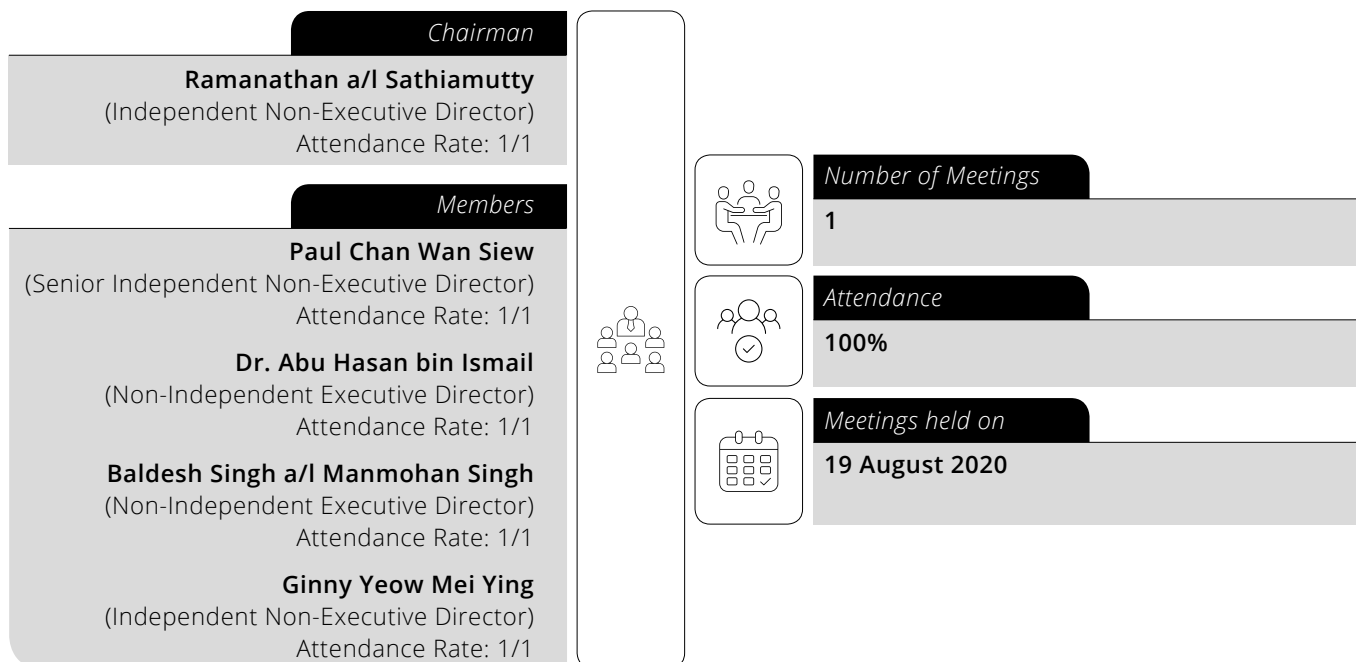 Chairman
Ramanathan a/l Sathiamutty
(Independent Non-Executive Director)
Attendance Rate: 1/1
Members
Paul Chan Wan Siew
(Senior Independent Non-Executive Director)
Attendance Rate: 1/1
Dr. Abu Hasan bin Ismail
(Non-Independent Executive Director)
Attendance Rate: 1/1
Baldesh Singh a/l Manmohan Singh
(Non-Independent Executive Director)
Attendance Rate: 1/1
Ginny Yeow Mei Ying
(Independent Non-Executive Director)
Attendance Rate: 1/1
Number of Meetings
1
Attendance
100%
Meetings held on
19 August 2020